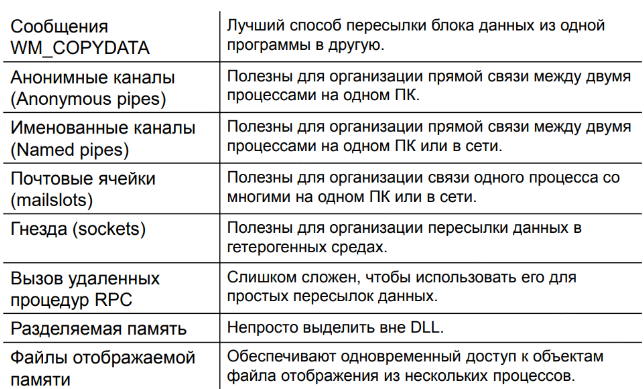 Сообщения
WM_COPYDATA
Лучший способ пересылки блока данных из одной
программы в другую.
Анонимные каналы
(Anonymous pipes)
Полезны для организации прямой связи между двумя
процессами на одном ПК.
Именованные каналы
(Named pipes)
Полезны для организации прямой связи между двумя
процессами на одном ПК или в сети.
Почтовые ячейки
(mailslots)
Полезны для организации связи одного процесса со
многими на одном ПК или в сети.
Гнезда (sockets)
Полезны для организации пересылки данных в
гетерогенных средах.
Вызов удаленных
процедур RPC
Слишком сложен, чтобы использовать его для
простых пересылок данных.
Разделяемая память
Непросто выделить вне DLL.
Файлы отображаемой
памяти
Обеспечивают одновременный доступ к объектам
файла отображения из нескольких процессов.